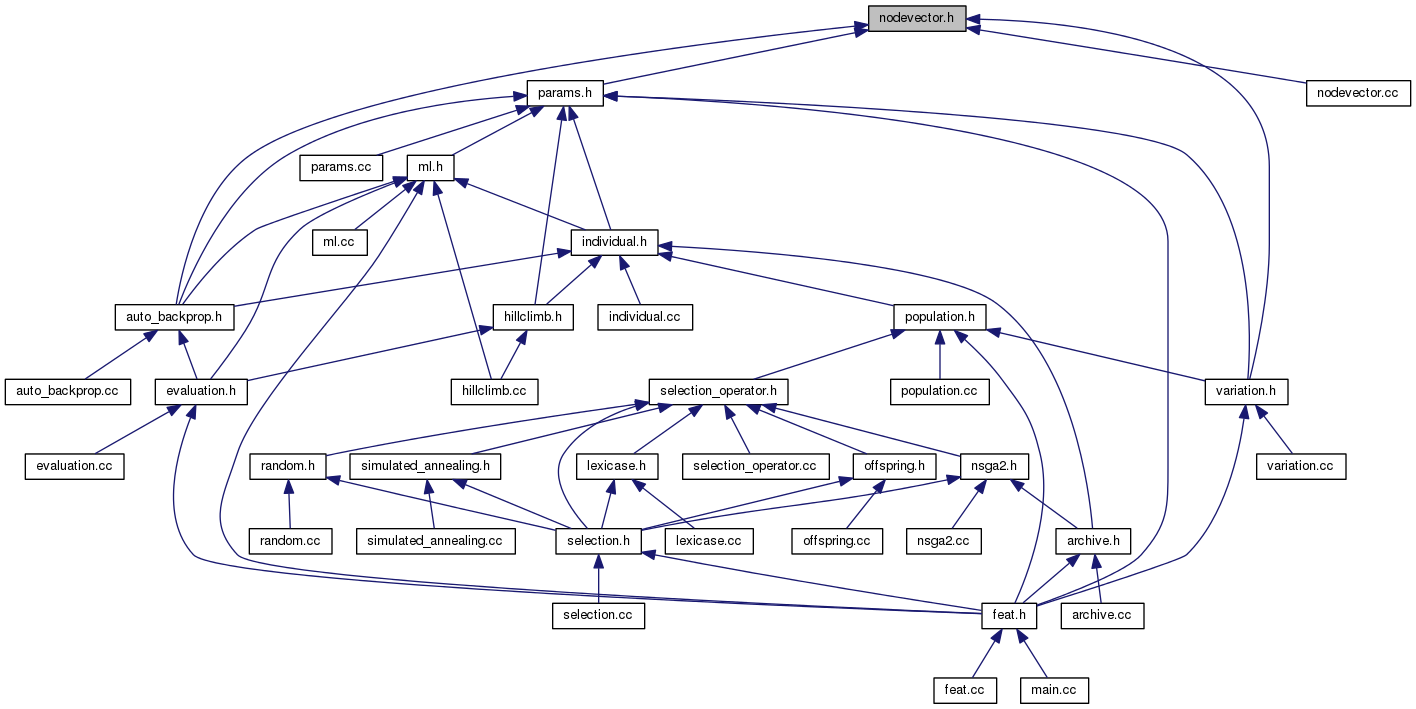 nodevector.h
params.h
nodevector.cc
params.cc
ml.h
ml.cc
individual.h
auto_backprop.h
hillclimb.h
individual.cc
population.h
auto_backprop.cc
evaluation.h
hillclimb.cc
selection_operator.h
population.cc
variation.h
evaluation.cc
random.h
simulated_annealing.h
lexicase.h
selection_operator.cc
offspring.h
nsga2.h
variation.cc
random.cc
simulated_annealing.cc
selection.h
lexicase.cc
offspring.cc
nsga2.cc
archive.h
selection.cc
feat.h
archive.cc
feat.cc
main.cc